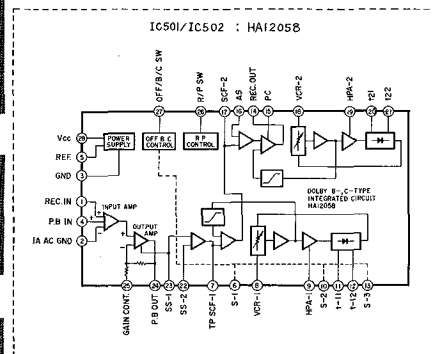 IC501/IC502 : HA12058
OFF/B/C SW
R/P SW
SCF-2
AS
REC.OUT
PC
VCR-2
HPA-2
t21
t22
27
26
17
16
14
15
18
19
20
21
Vcc 28
REF. 5
GND 3
REC.IN 1
P.B IN 4
IA AC GND 2
POWER SUPPLY
OFF B C CONTROL
R P CONTROL
INPUT AMP
OUTPUT AMP
DOLBY B-, C-TYPE
INTEGRATED CIRCUIT
HA12058
25
24
23
22
7
6
8
9
10
11
12
13
GAIN CONT.
P.B OUT
SS-1
SS-2
TP SCF-1
S-1
VCR-1
HPA-1
S-2
t-11
t-12
S-3